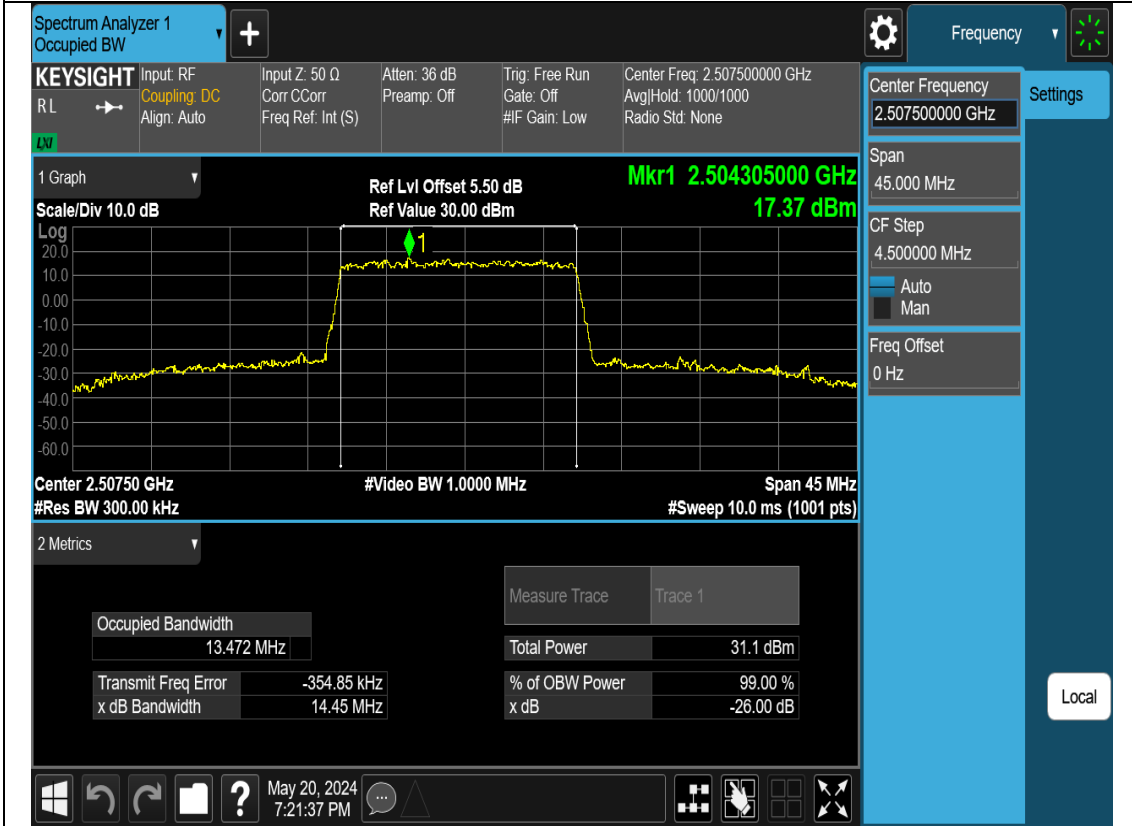 Spectrum Analyzer 1
Occupied BW
+
Frequency
KEYSIGHT
R L
LXI
Input: RF
Coupling: DC
Align: Auto
Input Z: 50 Ω
Corr CCorr
Freq Ref: Int (S)
Atten: 36 dB
Preamp: Off
Trig: Free Run
Gate: Off
#IF Gain: Low
Center Freq: 2.507500000 GHz
Avg|Hold: 1000/1000
Radio Std: None
Center Frequency
2.507500000 GHz
Settings
Span
45.000 MHz
CF Step
4.500000 MHz
Auto
Man
Freq Offset
0 Hz
Local
1 Graph
Ref Lvl Offset 5.50 dB
Mkr1 2.504305000 GHz
Scale/Div 10.0 dB
Ref Value 30.00 dBm
17.37 dBm
Log
1
20.0
10.0
0.00
-10.0
-20.0
-30.0
-40.0
-50.0
-60.0
Center 2.50750 GHz
#Video BW 1.0000 MHz
Span 45 MHz
#Res BW 300.00 kHz
#Sweep 10.0 ms (1001 pts)
2 Metrics
Measure Trace Trace 1
Occupied Bandwidth
13.472 MHz
Total Power 31.1 dBm
Transmit Freq Error -354.85 kHz
% of OBW Power 99.00 %
x dB Bandwidth 14.45 MHz
x dB -26.00 dB
?
May 20, 2024
7:21:37 PM